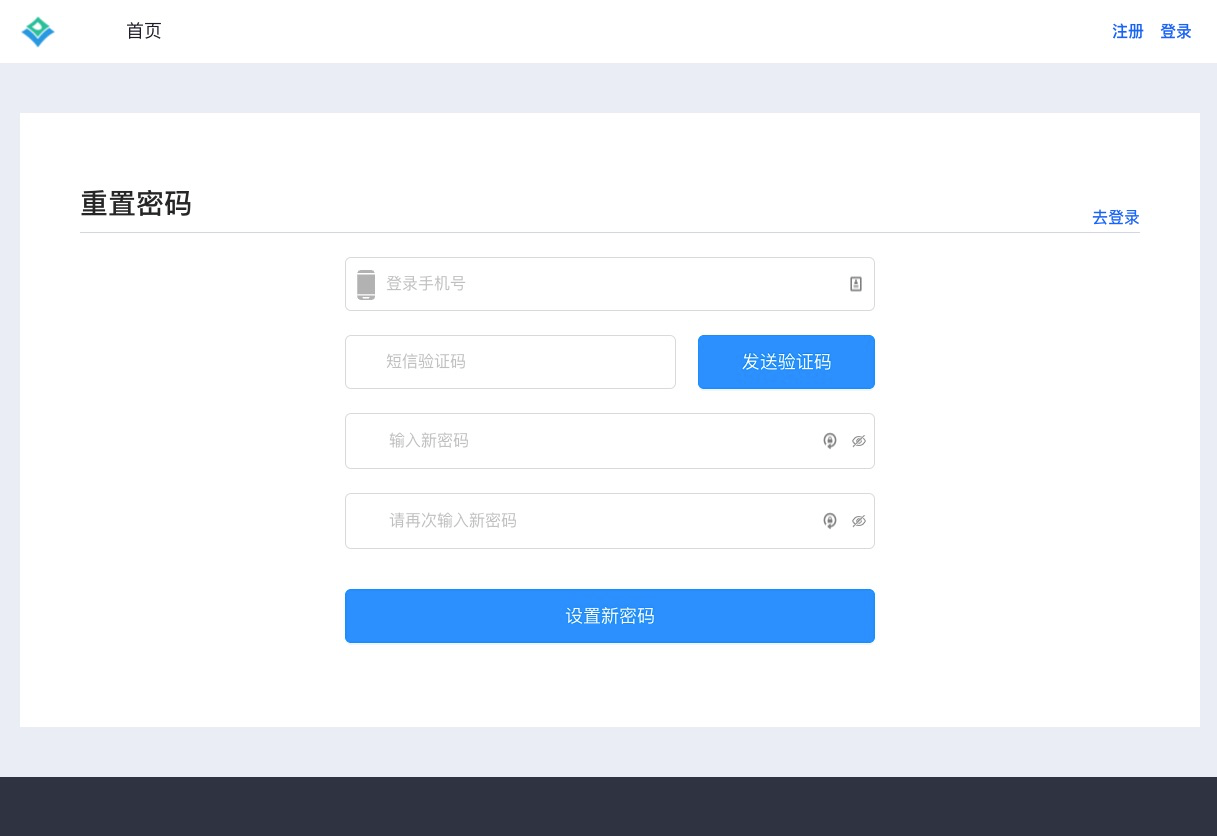 首页
注册 登录
重置密码
去登录
登录手机号
短信验证码
发送验证码
输入新密码
请再次输入新密码
设置新密码